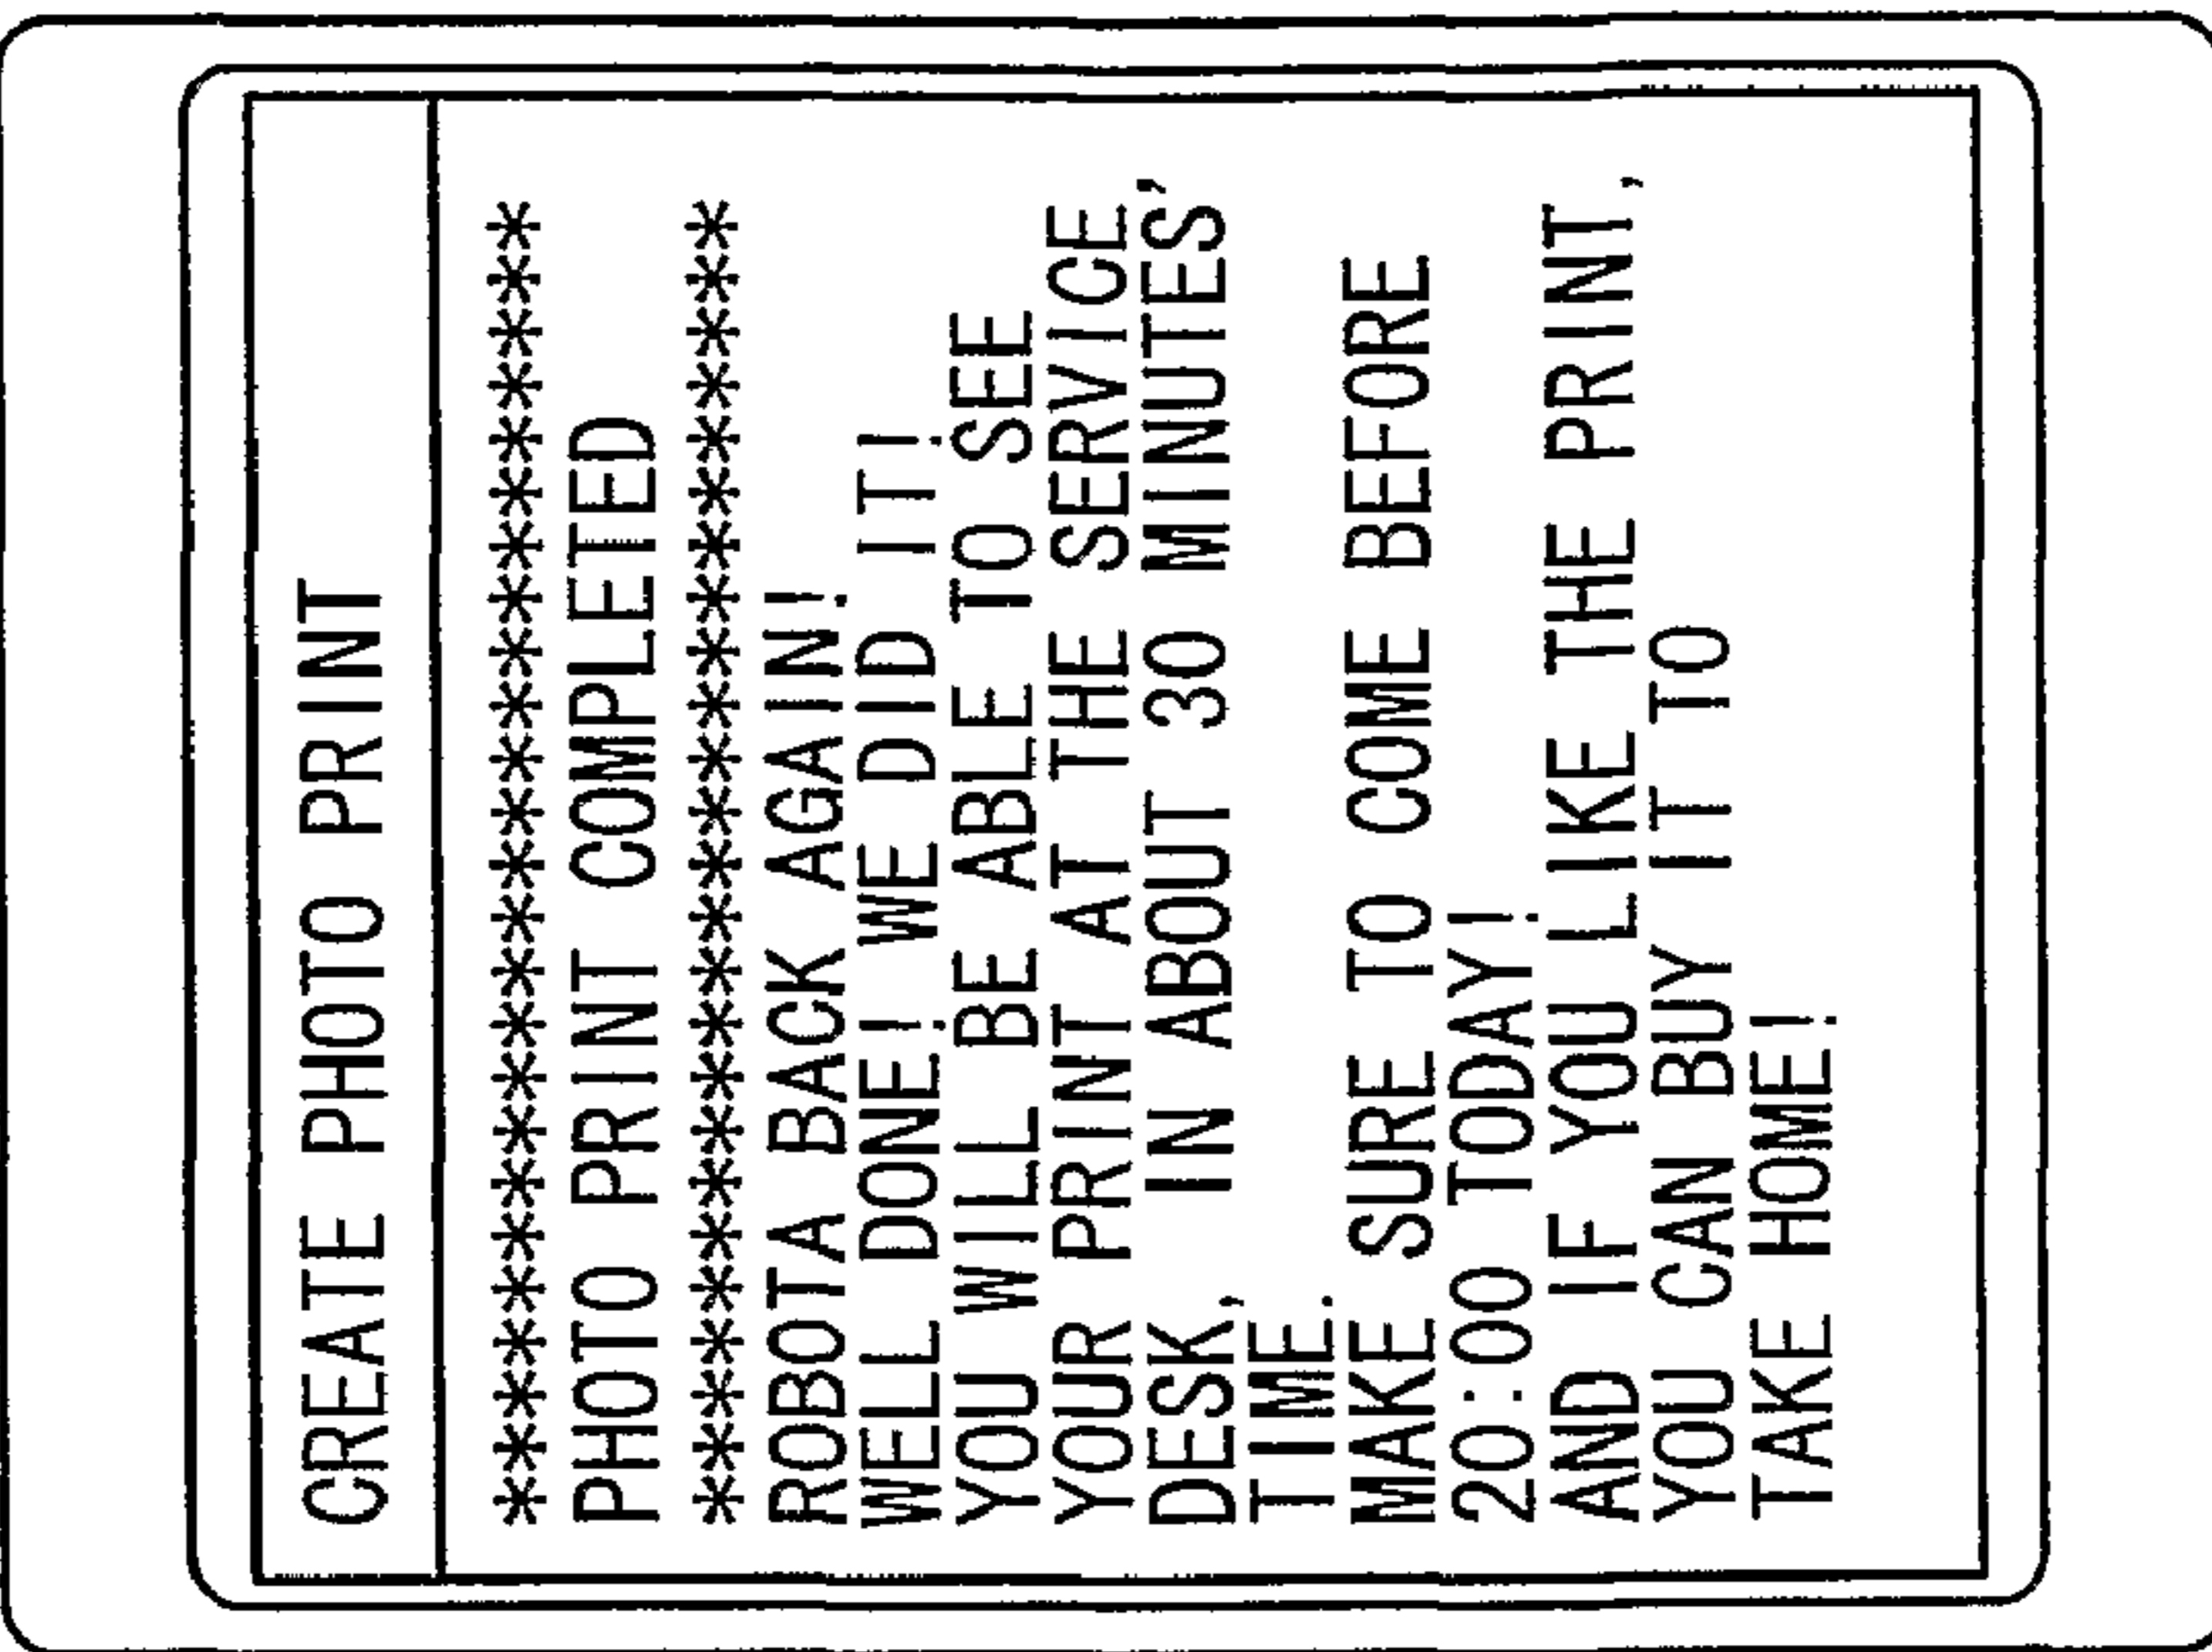 CREATE PHOTO PRINT
*************************
PHOTO PRINT COMPLETED
*************************
ROBOTA BACK AGAIN!
WELL DONE! WE DID IT!
YOU WILL BE ABLE TO SEE
YOUR PRINT AT THE SERVICE
DESK, IN ABOUT 30 MINUTES'
TIME.
MAKE SURE TO COME BEFORE
20:00 TODAY!
AND IF YOU LIKE THE PRINT,
YOU CAN BUY IT TO
TAKE HOME!